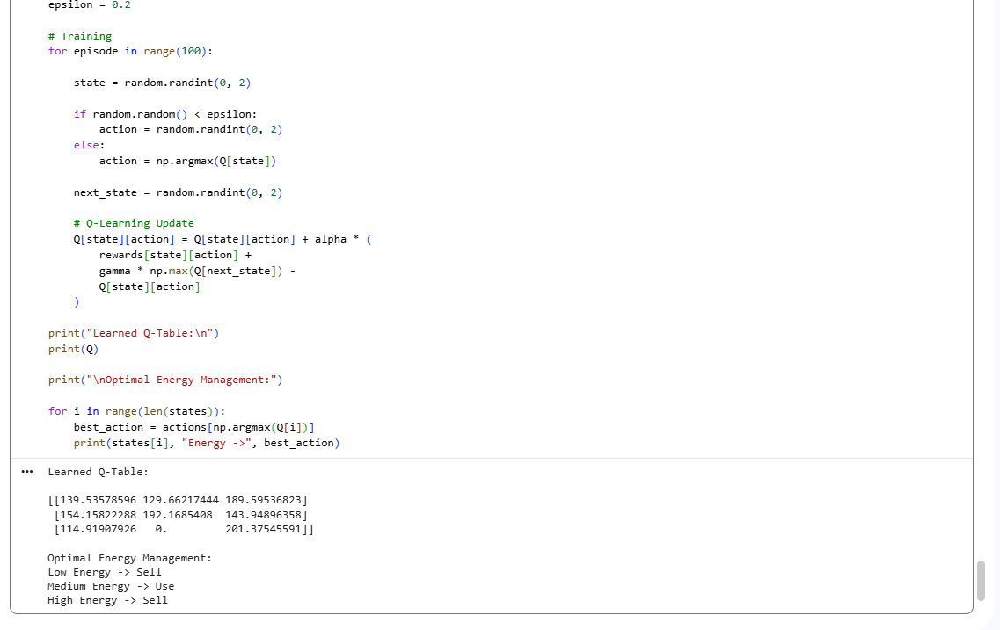 epsilon = 0.2
# Training
for episode in range(100):
state = random.randint(0, 2)
if random.random() < epsilon:
action = random.randint(0, 2)
else:
action = np.argmax(Q[state])
next_state = random.randint(0, 2)
# Q-Learning Update
Q[state][action] = Q[state][action] + alpha * (
rewards[state][action] +
gamma * np.max(Q[next_state]) -
Q[state][action]
)
print("Learned Q-Table:\n")
print(Q)
print("\nOptimal Energy Management:")
for i in range(len(states)):
best_action = actions[np.argmax(Q[i])]
print(states[i], "Energy ->", best_action)
Learned Q-Table:
[[139.53578596 129.66217444 189.59536823]
[154.15822288 192.1685408  143.94896358]
[114.91907926   0.         201.37545591]]
Optimal Energy Management:
Low Energy -> Sell
Medium Energy -> Use
High Energy -> Sell